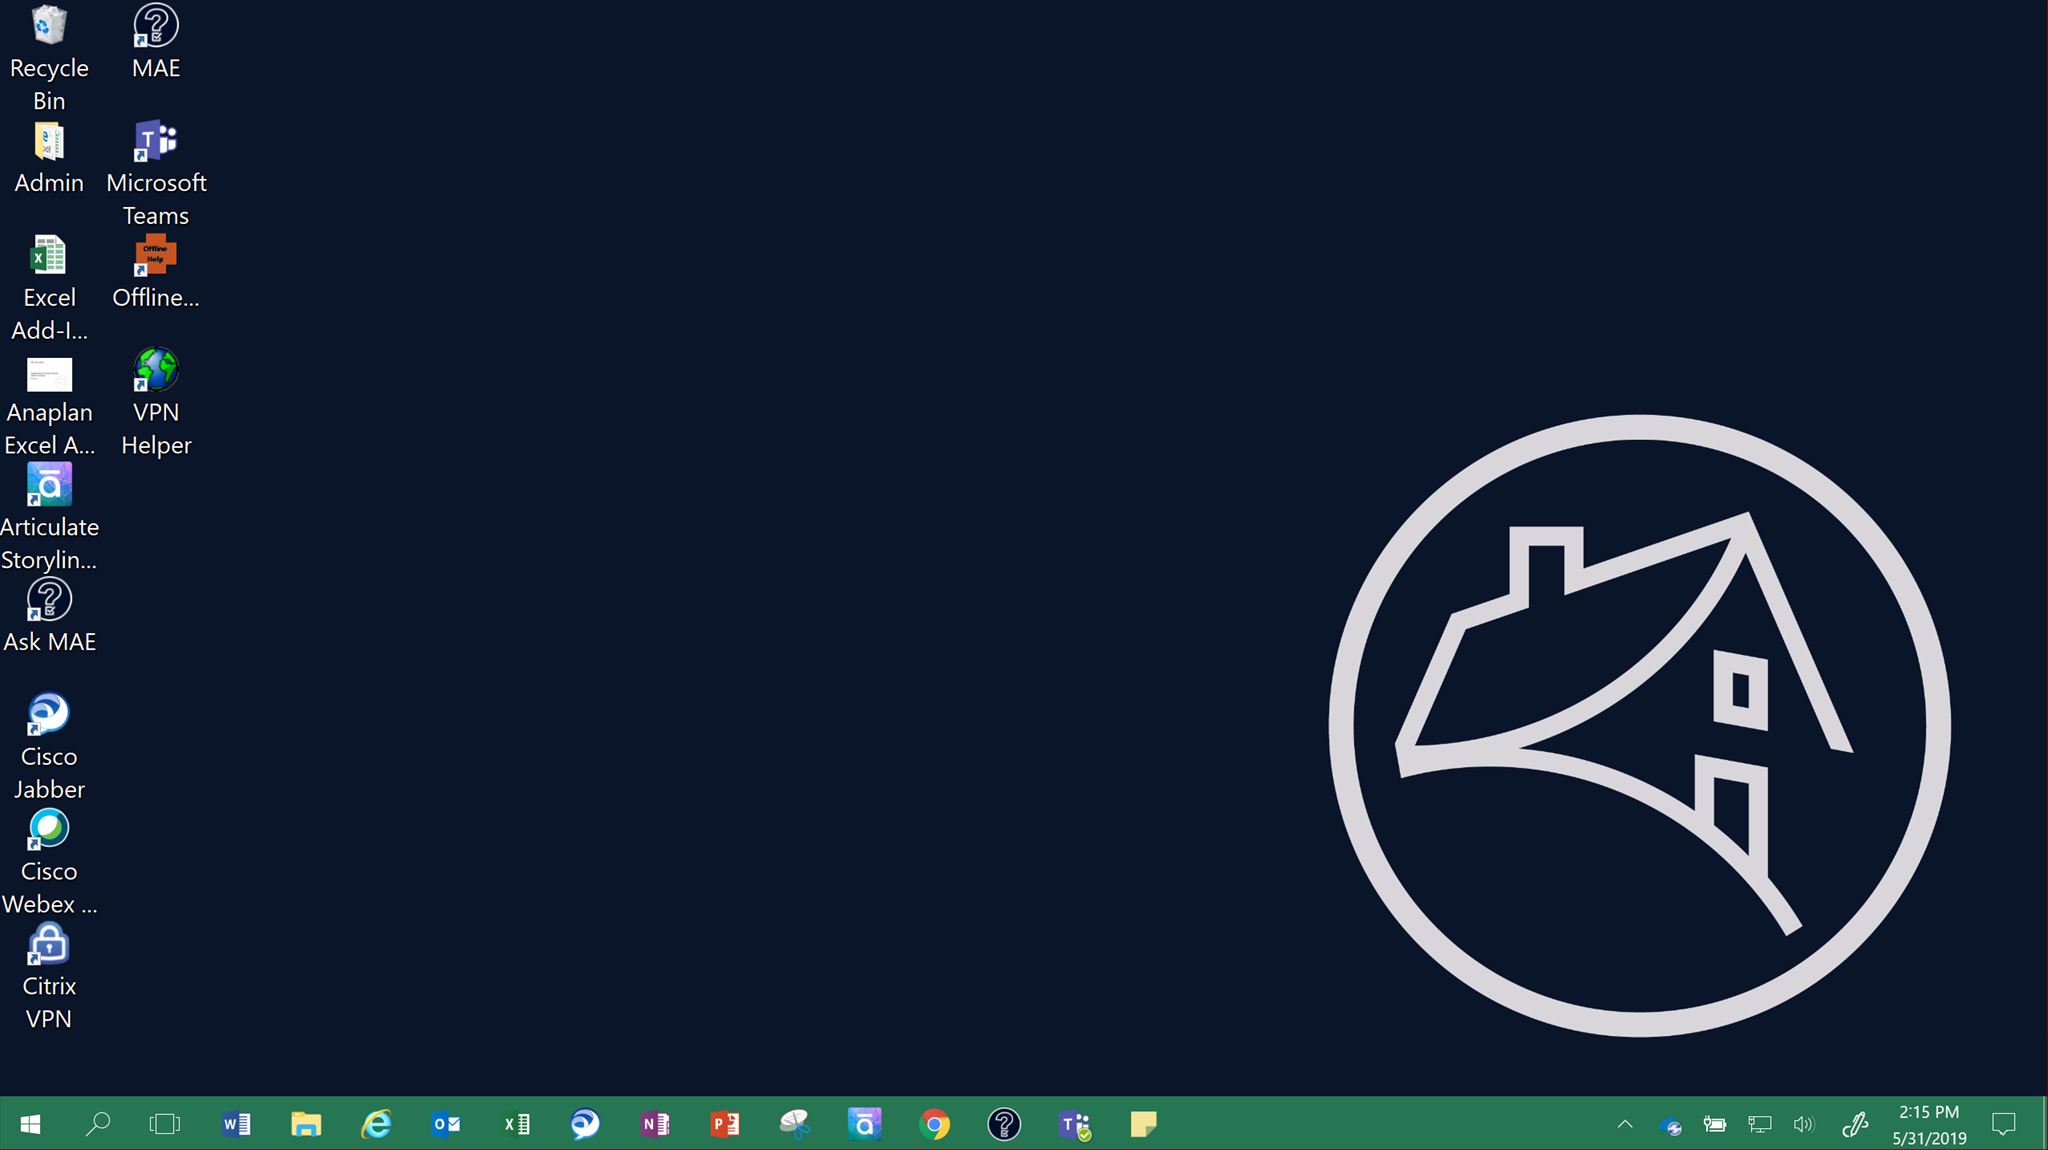 Recycle
Bin
MAE
Admin
Microsoft
Teams
Excel
Add-I...
Offline
Help
Offline...
Anaplan
Excel A...
VPN
Helper
Articulate
Storylin...
Ask MAE
Cisco
Jabber
Cisco
Webex ...
Citrix
VPN
2:15 PM
5/31/2019